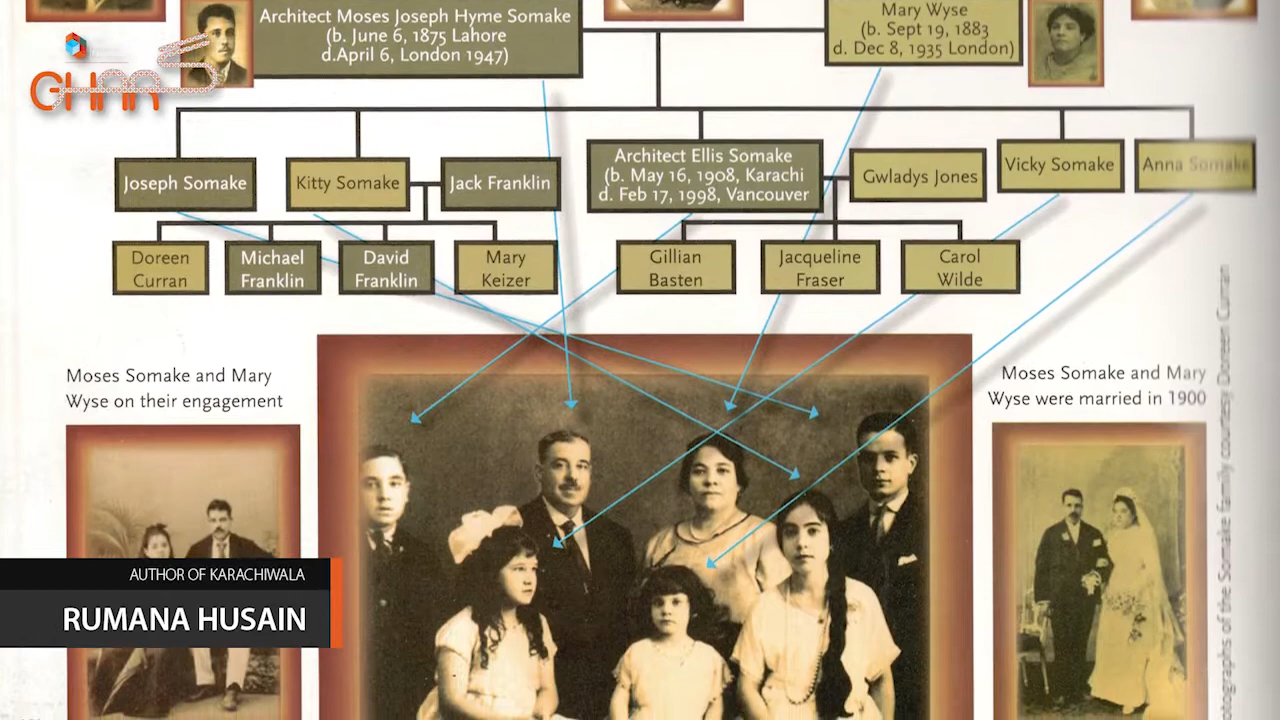 Architect Moses Joseph Hyme Somake
(b. June 6, 1875 Lahore
d.April 6, London 1947)
Mary Wyse
(b. Sept 19, 1883
d. Dec 8, 1935 London)
GHAR
Joseph Somake
Kitty Somake
Jack Franklin
Architect Ellis Somake
(b. May 16, 1908, Karachi
d. Feb 17, 1998, Vancouver
Gwladys Jones
Vicky Somake
Anna Somake
Doreen
Curran
Michael
Franklin
David
Franklin
Mary
Keizer
Gillian
Basten
Jacqueline
Fraser
Carol
Wilde
Moses Somake and Mary
Wyse on their engagement
Moses Somake and Mary
Wyse were married in 1900
otographs of the Somake family courtesy Doreen Curran
AUTHOR OF KARACHIWALA
RUMANA HUSAIN